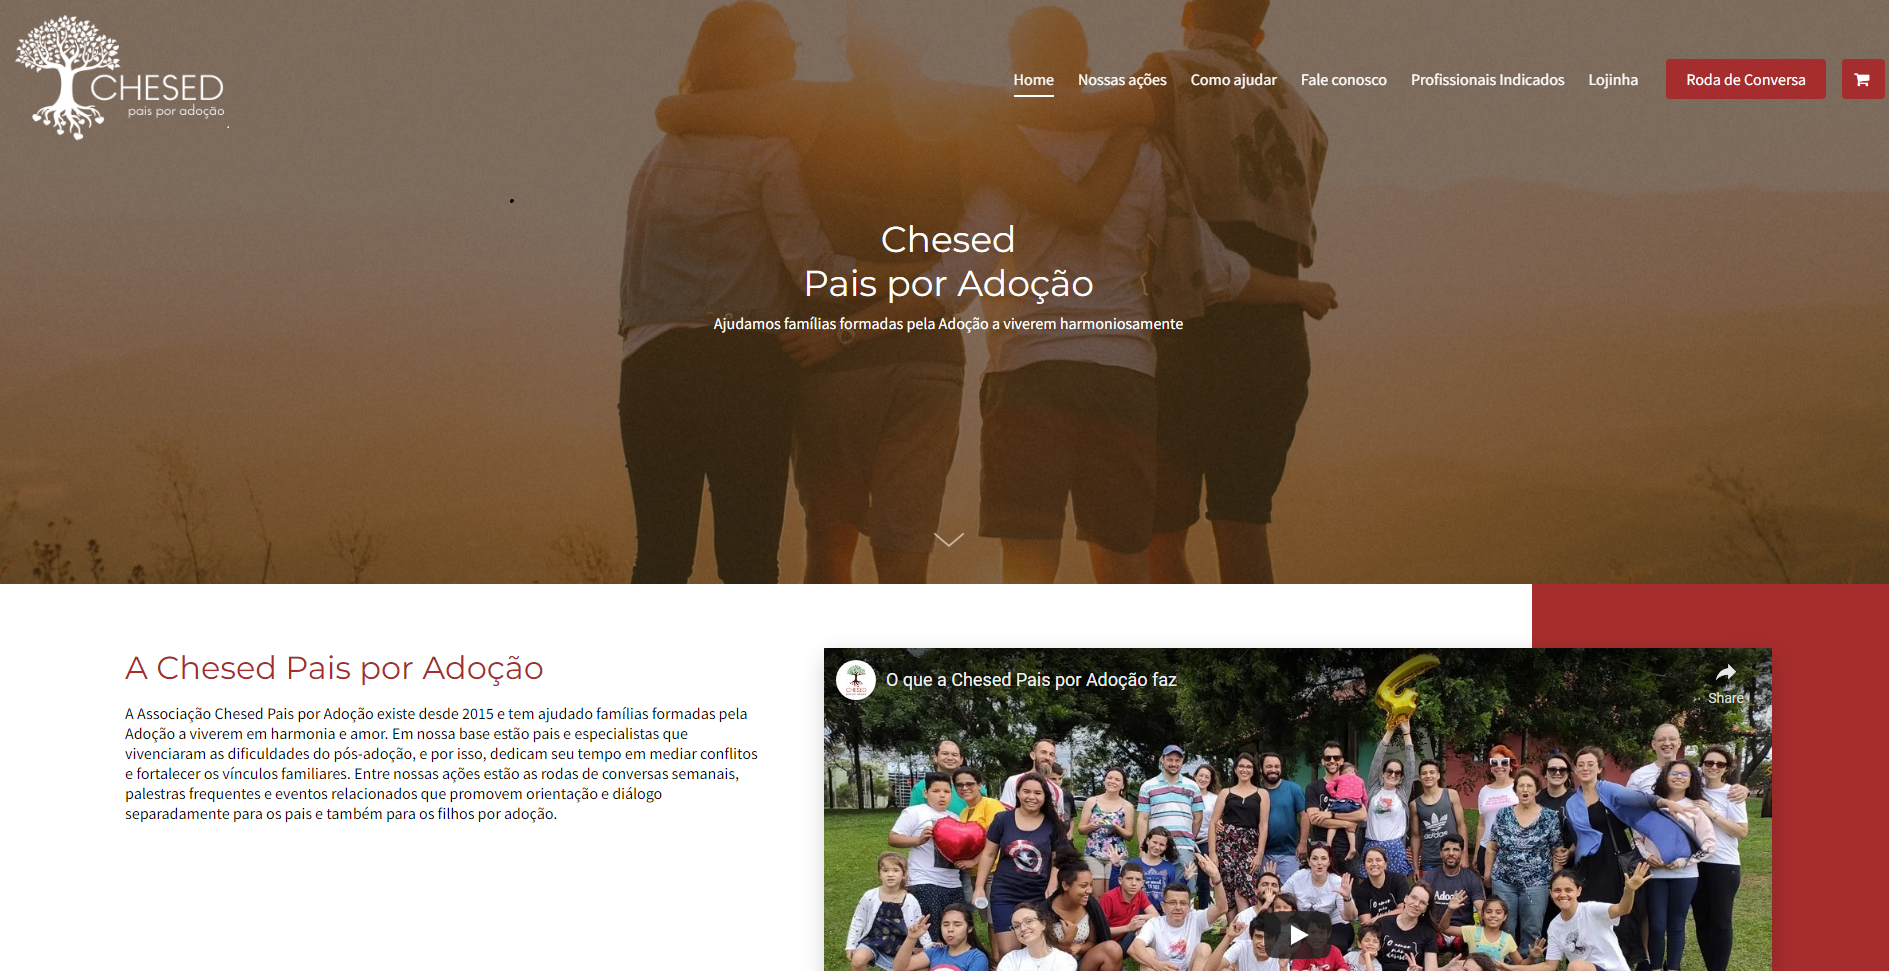 CHESED
pais por adoção
Home
Nossas ações
Como ajudar
Fale conosco
Profissionais Indicados
Lojinha
Roda de Conversa
Chesed
Pais por Adoção
Ajudamos famílias formadas pela Adoção a viverem harmoniosamente
A Chesed Pais por Adoção
A Associação Chesed Pais por Adoção existe desde 2015 e tem ajudado famílias formadas pela
Adoção a viverem em harmonia e amor. Em nossa base estão pais e especialistas que
vivenciaram as dificuldades do pós-adoção, e por isso, dedicam seu tempo em mediar conflitos
e fortalecer os vínculos familiares. Entre nossas ações estão as rodas de conversas semanais,
palestras frequentes e eventos relacionados que promovem orientação e diálogo
separadamente para os pais e também para os filhos por adoção.
CHESED
O que a Chesed Pais por Adoção faz
Share
adidas